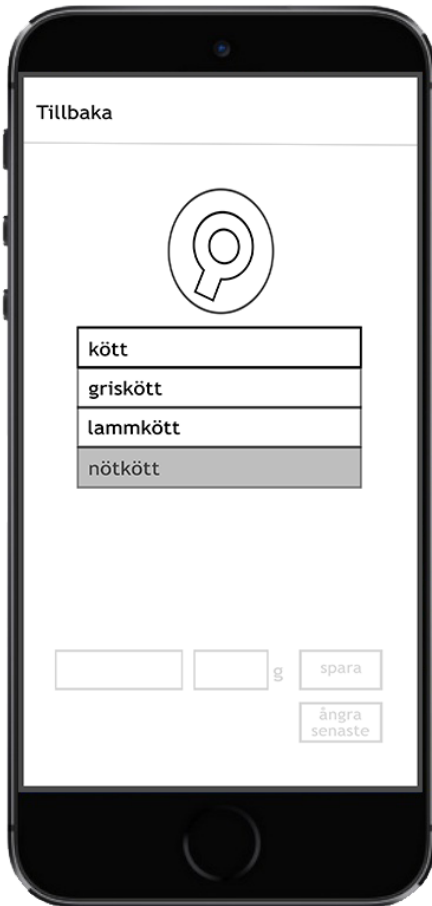 Tillbaka
kött
griskött
lammkött
nötkött
g
spara
ångra
senaste